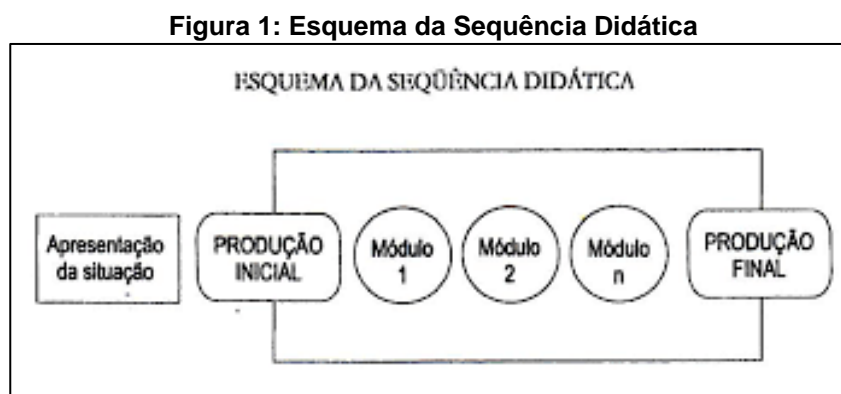 Figura 1: Esquema da Sequência Didática
ESQUEMA DA SEQÜÊNCIA DIDÁTICA
Apresentação
da situação
PRODUÇÃO
INICIAL
Módulo
1
Módulo
2
Módulo
n
PRODUÇÃO
FINAL